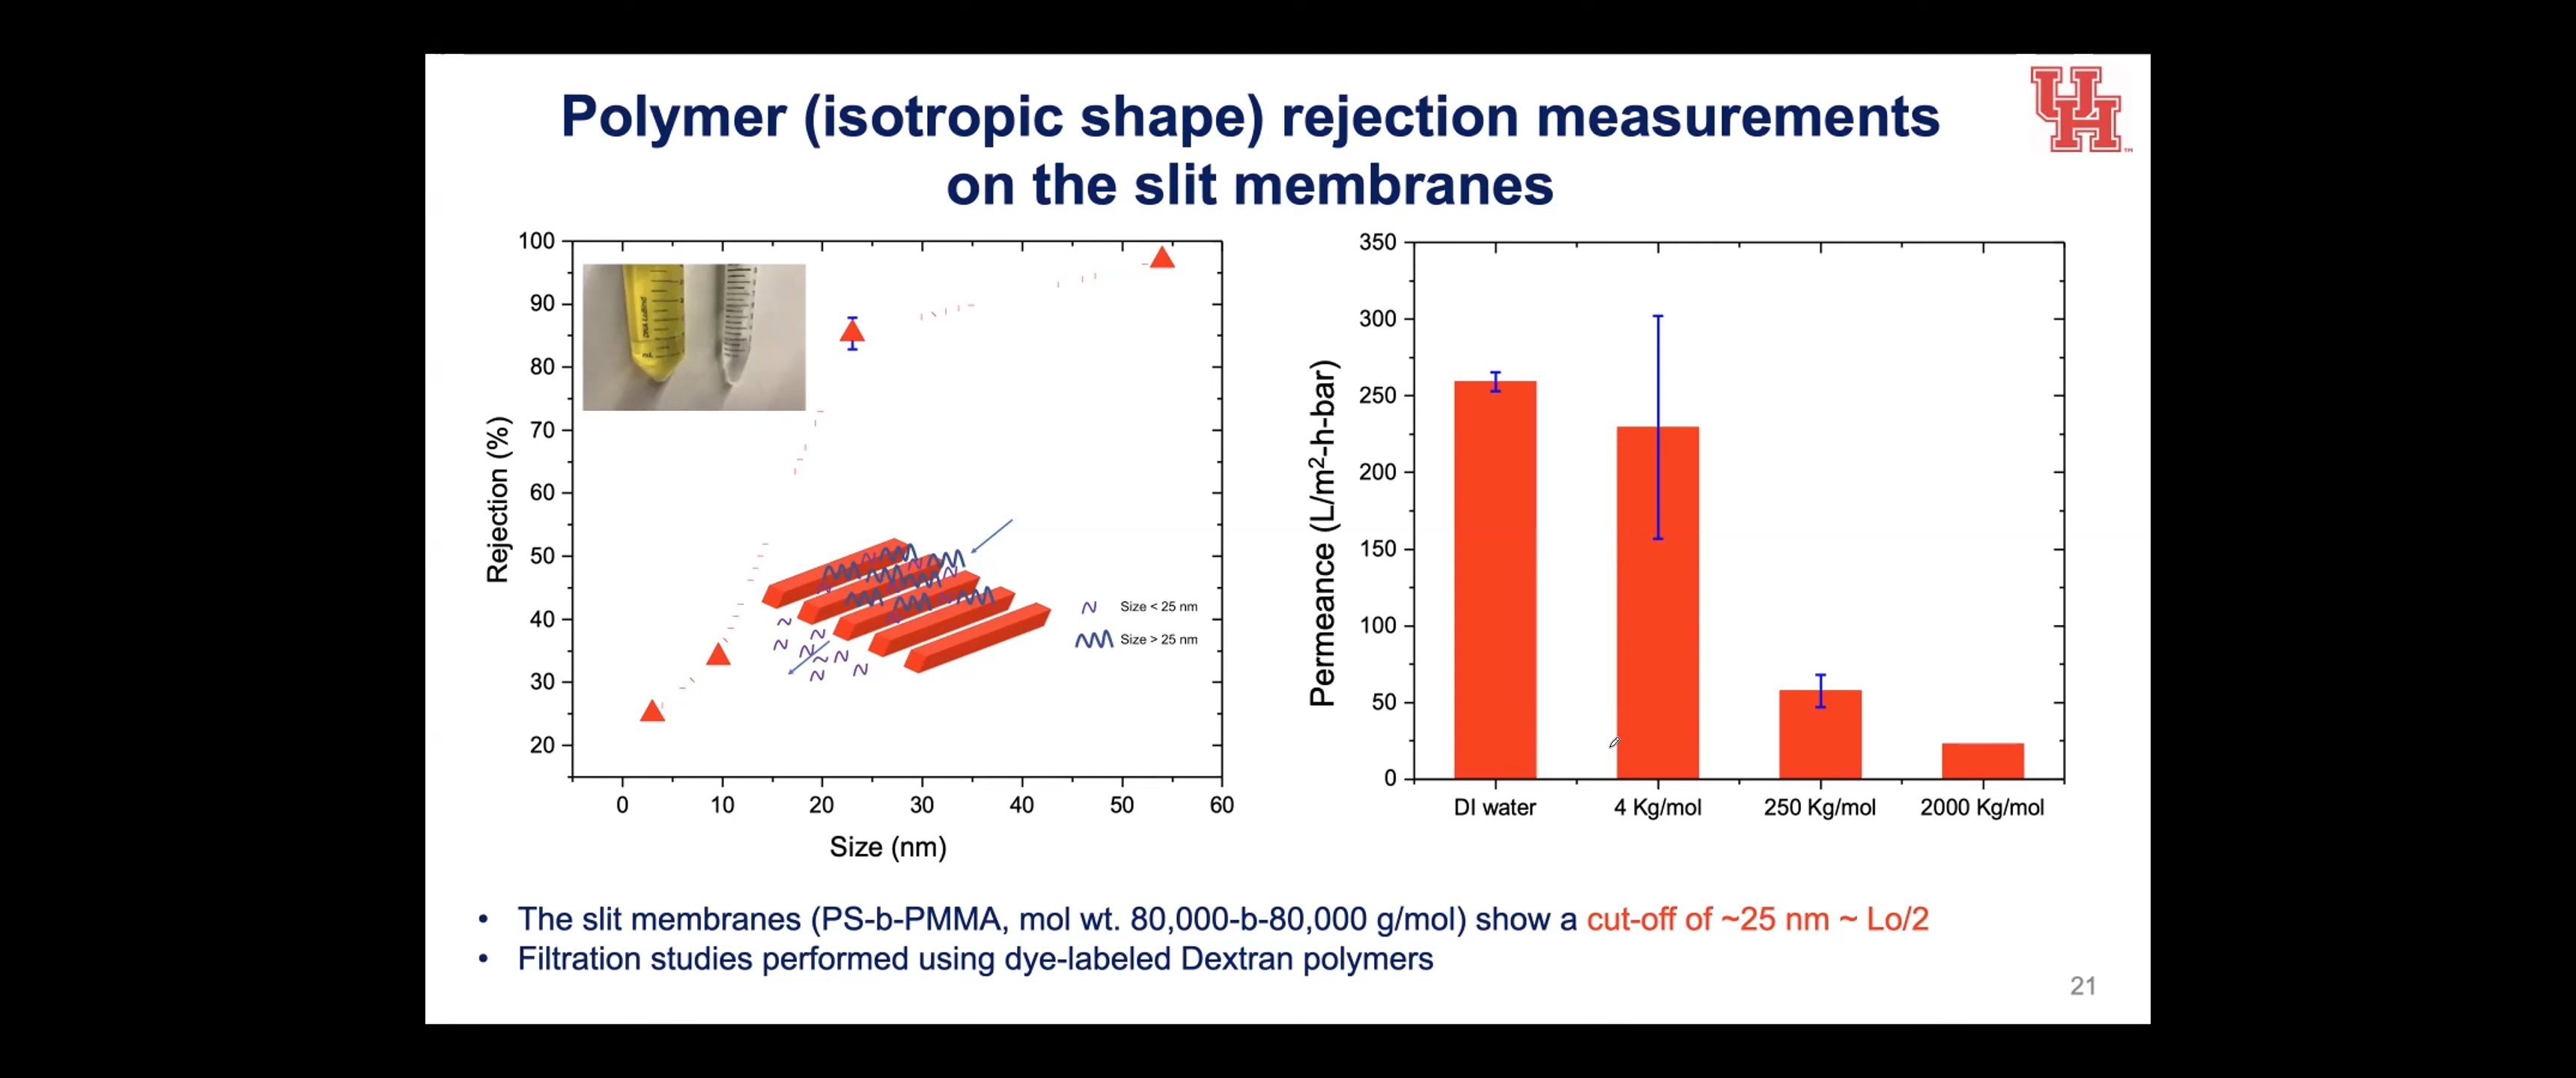 Polymer (isotropic shape) rejection measurements
on the slit membranes
UH
™
Rejection (%)
100
90
80
70
60
50
40
30
20
0 10 20 30 40 50 60
Size (nm)
Size < 25 nm
Size > 25 nm
Permeance (L/m²-h-bar)
350
300
250
200
150
100
50
0
DI water 4 Kg/mol 250 Kg/mol 2000 Kg/mol
• The slit membranes (PS-b-PMMA, mol wt. 80,000-b-80,000 g/mol) show a cut-off of ~25 nm ~ Lo/2
• Filtration studies performed using dye-labeled Dextran polymers
21